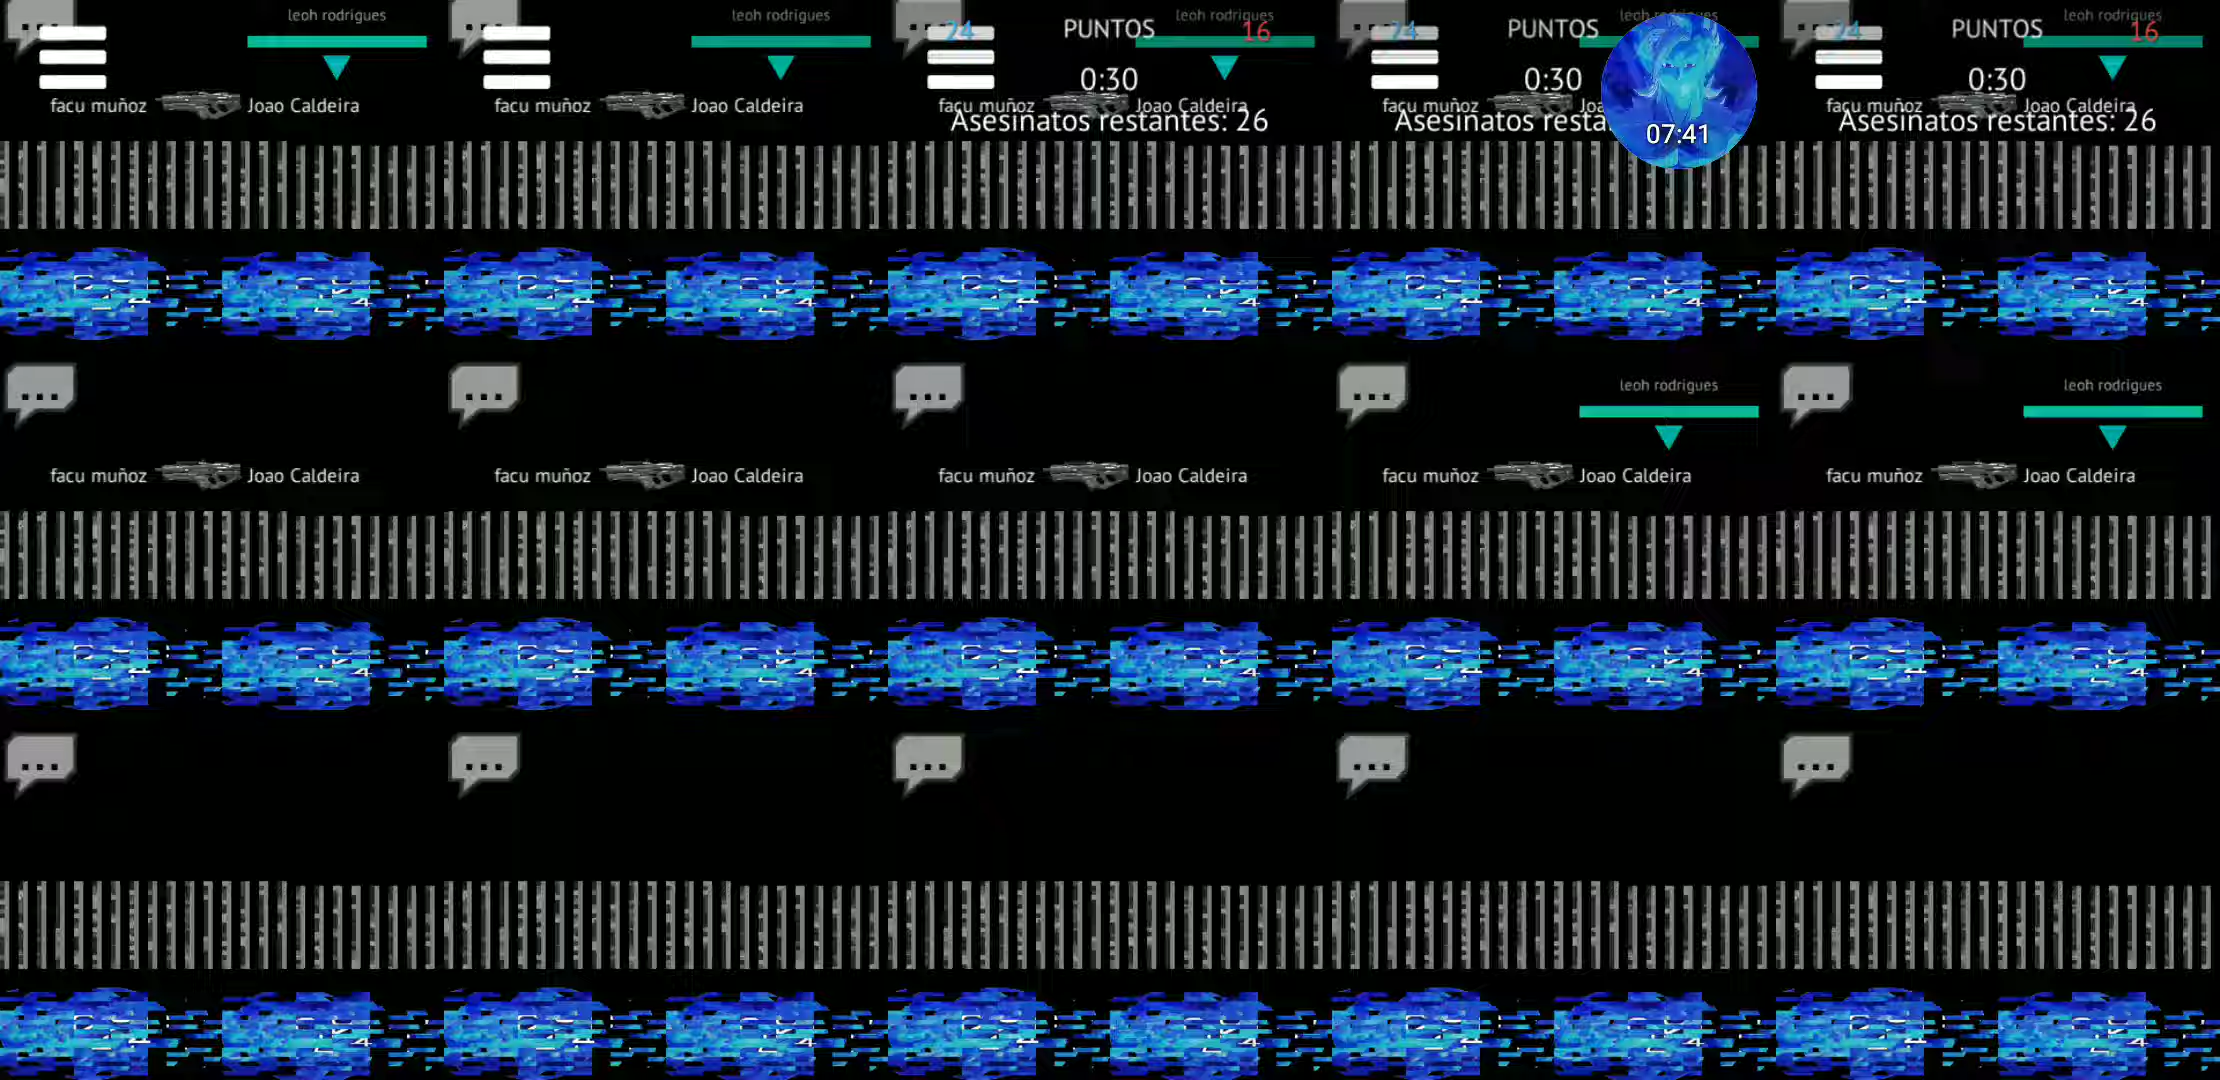 leoh rodrigues
leoh rodrigues
24 PUNTOS leoh rodrigues 16
24 PUNTOS leoh rodrigues
24 PUNTOS leoh rodrigues 16
0:30
0:30
0:30
facu muñoz Joao Caldeira
facu muñoz Joao Caldeira
facu muñoz Joao Caldeira
facu muñoz
facu muñoz Joao Caldeira
Asesinatos restantes: 26
Asesinatos resta
07:41
Asesinatos restantes: 26
...
...
...
...
leoh rodrigues
...
leoh rodrigues
facu muñoz Joao Caldeira
facu muñoz Joao Caldeira
facu muñoz Joao Caldeira
facu muñoz Joao Caldeira
facu muñoz Joao Caldeira
...
...
...
...
...